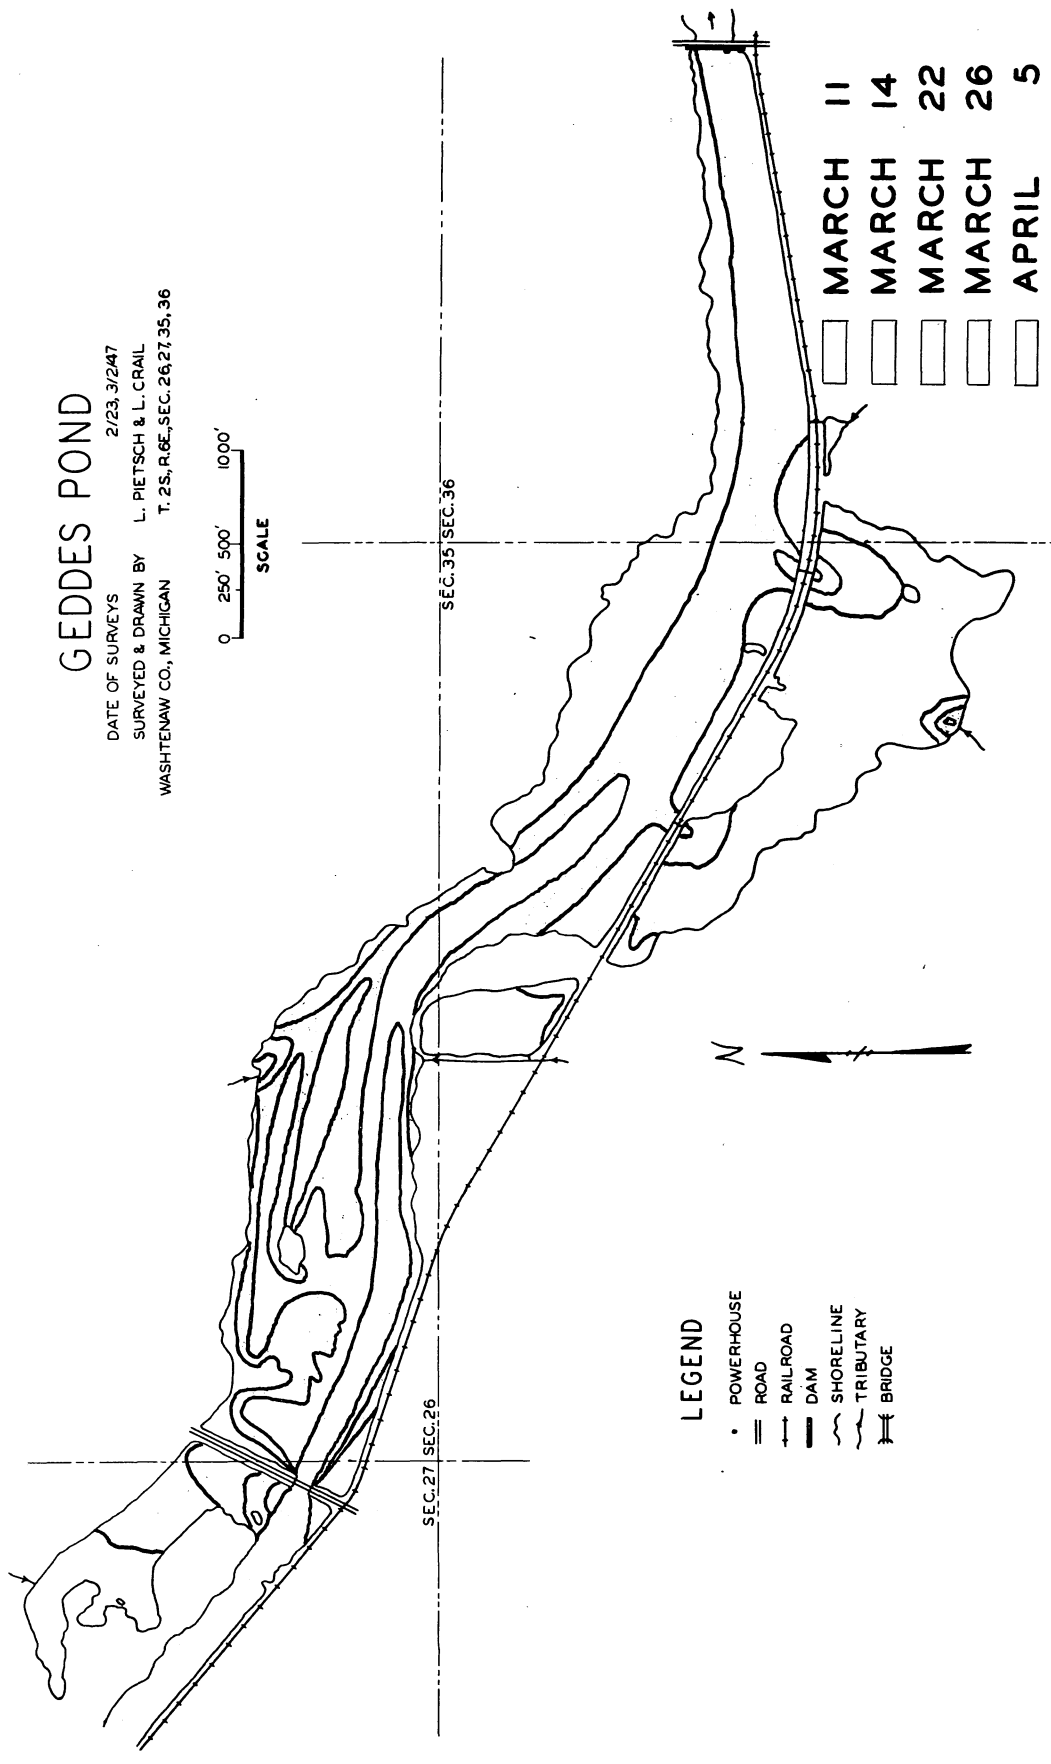 GEDDES POND
DATE OF SURVEYS 2/23, 3/2/47
SURVEYED & DRAWN BY L. PIETSCH & L. CRAIL
WASHTENAW CO., MICHIGAN T. 2S., R.6E., SEC. 26,27,35,36
0 250' 500' 1000'
SCALE
SEC.35 SEC.36
SEC.27 SEC.26
N
LEGEND
POWERHOUSE
ROAD
RAILROAD
DAM
SHORELINE
TRIBUTARY
BRIDGE
MARCH 11
MARCH 14
MARCH 22
MARCH 26
APRIL 5